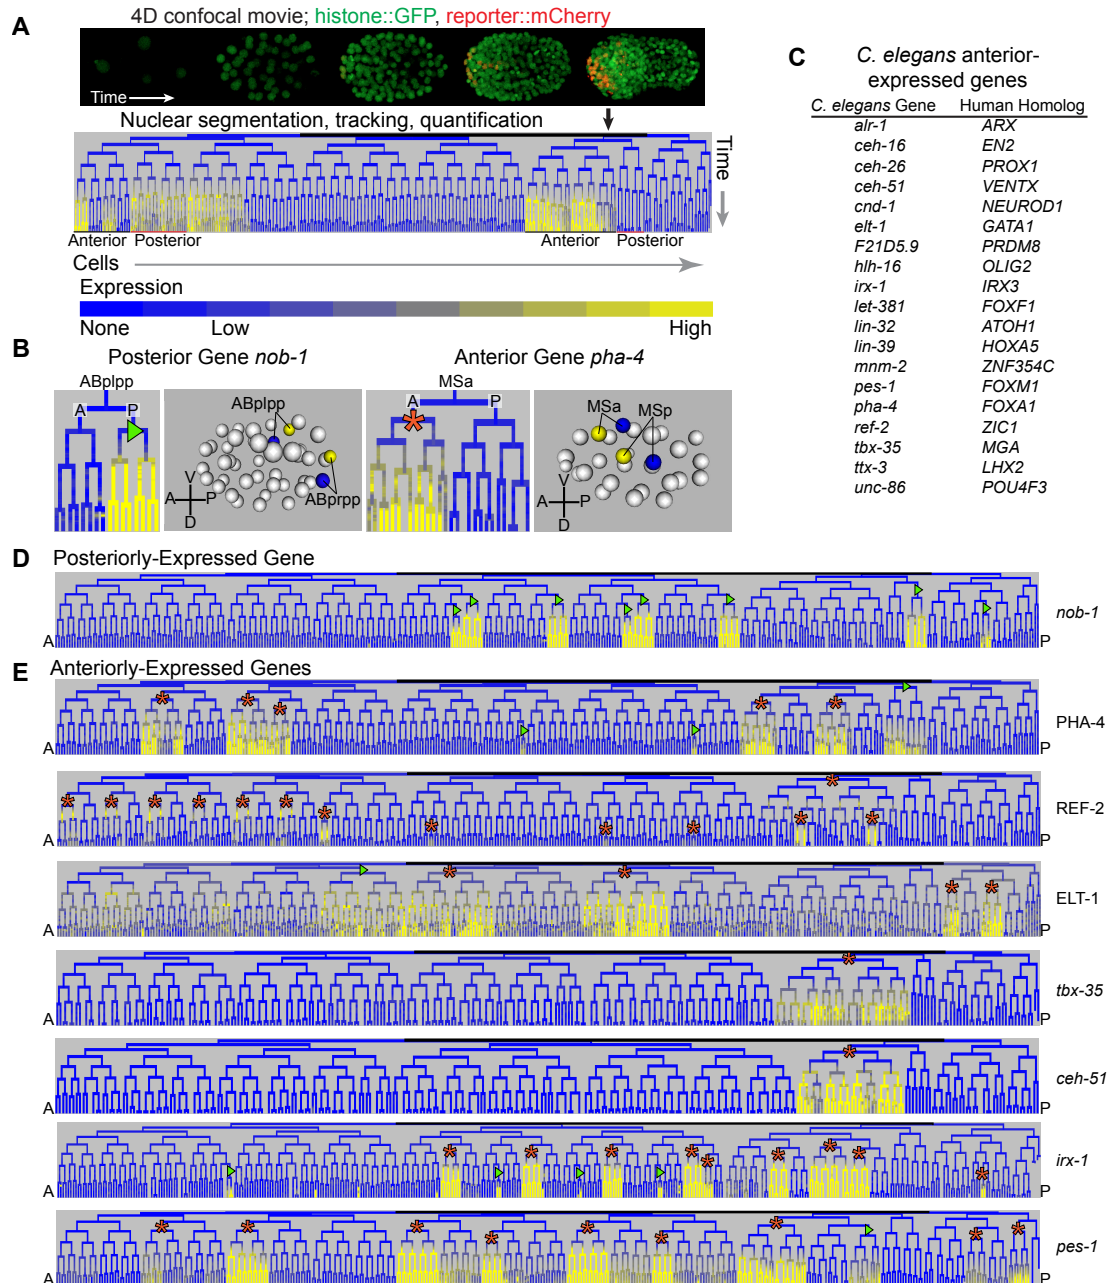 A
4D confocal movie; histone::GFP, reporter::mCherry
Time
Nuclear segmentation, tracking, quantification
Time
Anterior Posterior Anterior Posterior
Cells
Expression
None Low High
B
Posterior Gene nob-1
ABplpp
A P
ABplpp
ABprpp
V
A P
D
Anterior Gene pha-4
MSa
A P
MSa MSp
V
A P
D
C
C. elegans anterior-
expressed genes
C. elegans Gene Human Homolog
alr-1 ARX
ceh-16 EN2
ceh-26 PROX1
ceh-51 VENTX
cnd-1 NEUROD1
elt-1 GATA1
F21D5.9 PRDM8
hlh-16 OLIG2
irx-1 IRX3
let-381 FOXF1
lin-32 ATOH1
lin-39 HOXA5
mnm-2 ZNF354C
pes-1 FOXM1
pha-4 FOXA1
ref-2 ZIC1
tbx-35 MGA
ttx-3 LHX2
unc-86 POU4F3
D Posteriorly-Expressed Gene
nob-1
A P
E Anteriorly-Expressed Genes
PHA-4
A P
REF-2
A P
ELT-1
A P
tbx-35
A P
ceh-51
A P
irx-1
A P
pes-1
A P